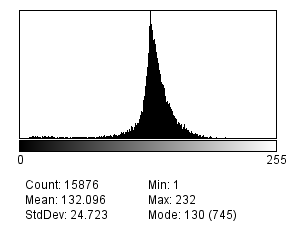 0 255
Count: 15876 Min: 1
Mean: 132.096 Max: 232
StdDev: 24.723 Mode: 130 (745)